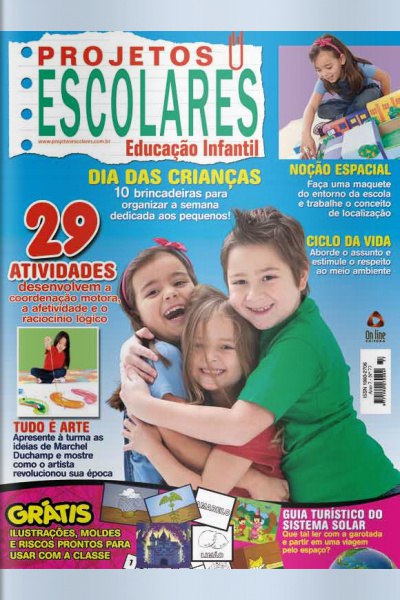 PROJETOS
ESCOLARES
www.projetosescolares.com.br
Educação Infantil
DIA DAS CRIANÇAS
10 brincadeiras para
organizar a semana
dedicada aos pequenos!
NOÇÃO ESPACIAL
Faça uma maquete
do entorno da escola
e trabalhe o conceito
de localização
29
ATIVIDADES
desenvolvem a
coordenação motora,
a afetividade e o
raciocínio lógico
CICLO DA VIDA
Aborde o assunto e
estimule o respeito
ao meio ambiente
On line
EDITORA
TUDO É ARTE
Apresente à turma as
ideias de Marchel
Duchamp e mostre
como o artista
revolucionou sua época
GRÁTIS
ILUSTRAÇÕES, MOLDES
E RISCOS PRONTOS PARA
USAR COM A CLASSE
AMARELO
LIMÃO
GUIA TURÍSTICO DO
SISTEMA SOLAR
Que tal ler com a garotada
e partir em uma viagem
pelo espaço?